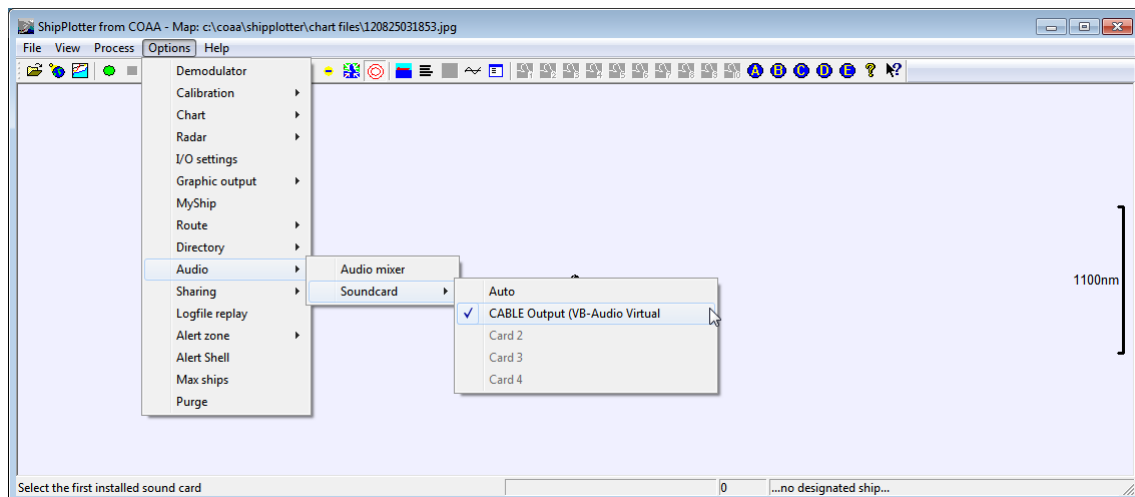 ShipPlotter from COAA - Map: c:\coaa\shipplotter\chart files\120825031853.jpg
File View Process Options Help
A B C D E
Demodulator
Calibration
Chart
Radar
I/O settings
Graphic output
MyShip
Route
Directory
Audio
Sharing
Logfile replay
Alert zone
Alert Shell
Max ships
Purge
Audio mixer
Soundcard
Auto
CABLE Output (VB-Audio Virtual
Card 2
Card 3
Card 4
1100nm
Select the first installed sound card 0 ...no designated ship...